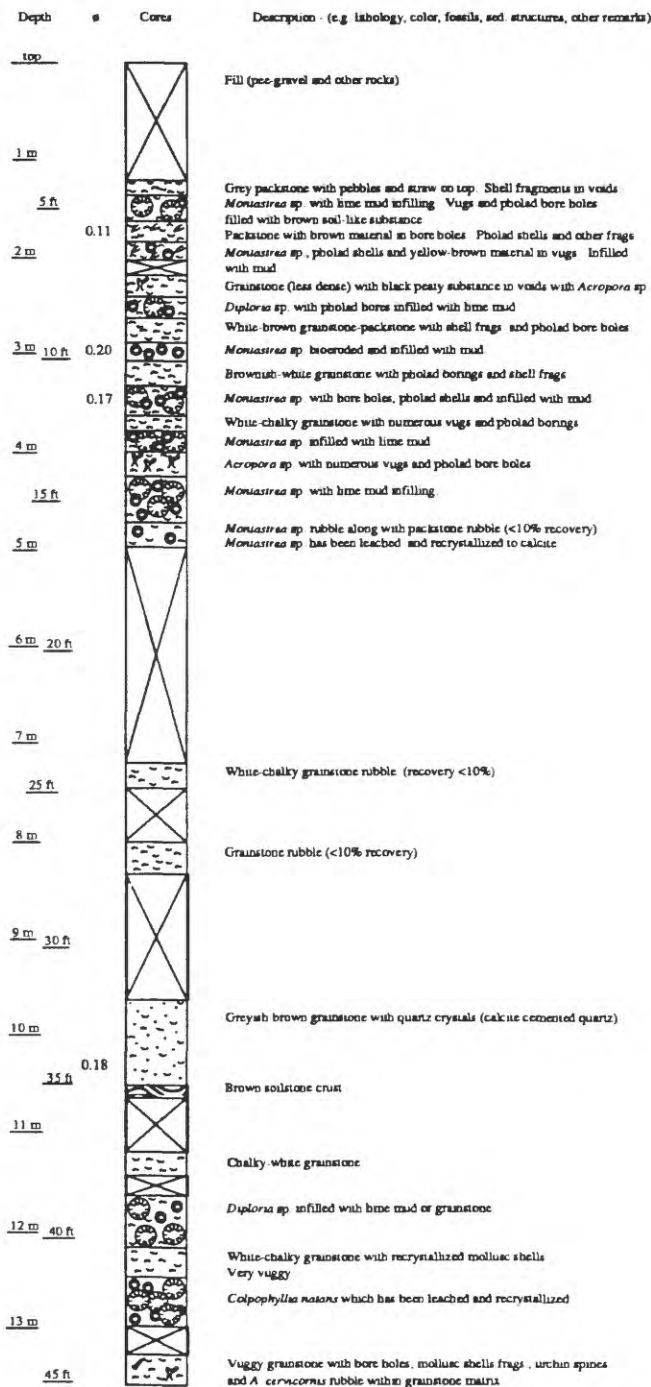 Depth ø Cores Description - (e.g. lithology, color, fossils, sed. structures, other remarks)
top
Fill (pee-gravel and other rocks)
1 m
Grey packstone with pebbles and straw on top. Shell fragments in voids
5 ft
Montastrea sp. with lime mud infilling Vugs and pholad bore holes
filled with brown soil-like substance
0.11
Packstone with brown material in bore boles Pholad shells and other frags
2 m
Montastrea sp., pholad shells and yellow-brown material in vugs Infilled
with mud
Grainstone (less dense) with black peaty substance in voids with Acropora sp
Diploria sp. with pholad bores infilled with lime mud
White-brown grainstone-packstone with shell frags and pholad bore boles
3 m 10 ft 0.20 Montastrea sp bioeroded and infilled with mud
Brownish-white grainstone with pholad borings and shell frags
0.17 Montastrea sp. with bore holes, pholad shells and infilled with mud
White-chalky grainstone with numerous vugs and pholad borings
4 m Montastrea sp infilled with lime mud
Acropora sp with numerous vugs and pholad bore boles
15 ft Montastrea sp with lime mud infilling.
Montastrea sp. rubble along with packstone rubble (<10% recovery)
5 m Montastrea sp has been leached and recrystallized to calcite
6 m 20 ft
7 m
White-chalky grainstone rubble. (recovery <10%)
25 ft
8 m
Grainstone rubble (<10% recovery)
9 m 30 ft
Greyish brown grainstone with quartz crystals (calcite cemented quartz)
10 m
35 ft 0.18
Brown soilstone crust
11 m
Chalky-white grainstone
Diploria sp. infilled with lime mud or grainstone
12 m 40 ft
White-chalky grainstone with recrystallized mollusc shells
Very vuggy
Colpophyllia natans which has been leached and recrystallized
13 m
Vuggy grainstone with bore holes, mollusc shells frags , urchin spines
45 ft and A cervicornis rubble within grainstone matrix